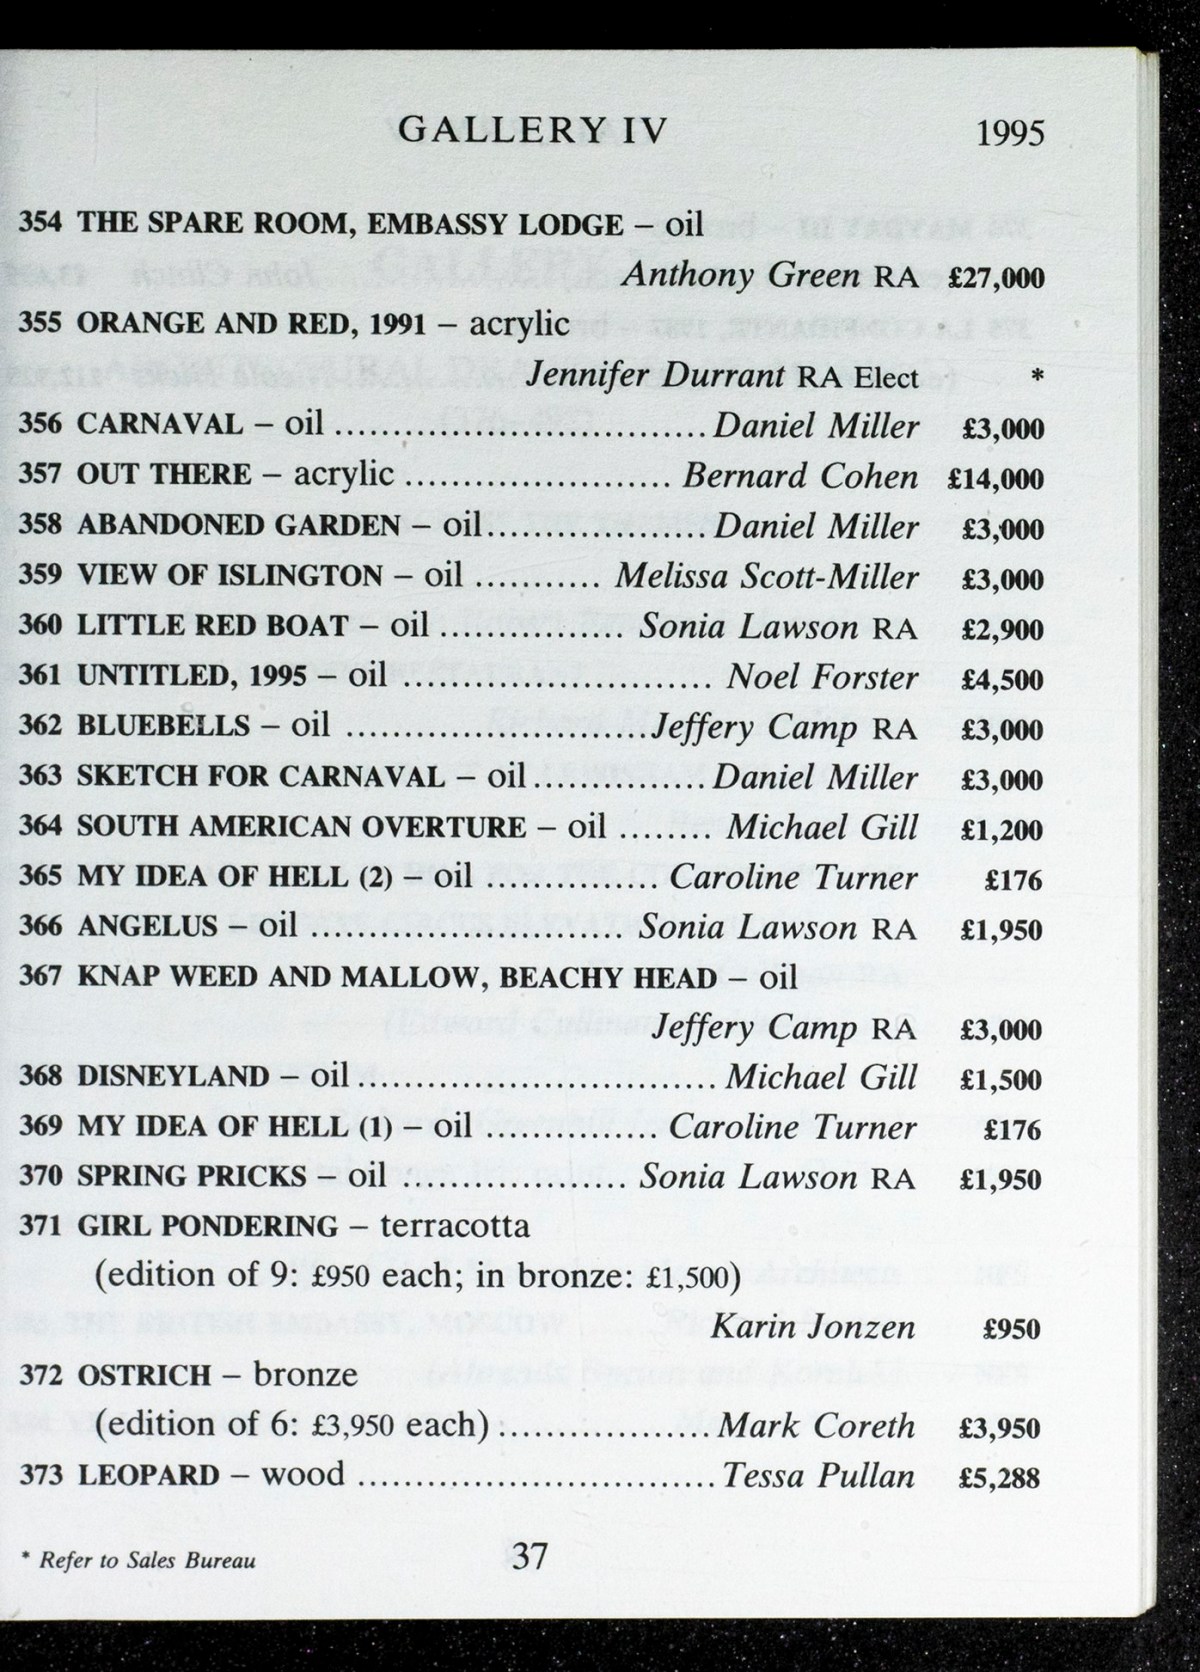 GALLERY IV 1995
354 THE SPARE ROOM, EMBASSY LODGE – oil
Anthony Green RA £27,000
355 ORANGE AND RED, 1991 – acrylic
Jennifer Durrant RA Elect *
356 CARNAVAL – oil .................................... Daniel Miller £3,000
357 OUT THERE – acrylic ......................... Bernard Cohen £14,000
358 ABANDONED GARDEN – oil..................... Daniel Miller £3,000
359 VIEW OF ISLINGTON – oil ........... Melissa Scott-Miller £3,000
360 LITTLE RED BOAT – oil ................. Sonia Lawson RA £2,900
361 UNTITLED, 1995 – oil .............................. Noel Forster £4,500
362 BLUEBELLS – oil ..............................Jeffery Camp RA £3,000
363 SKETCH FOR CARNAVAL – oil.................Daniel Miller £3,000
364 SOUTH AMERICAN OVERTURE – oil ........ Michael Gill £1,200
365 MY IDEA OF HELL (2) – oil ................ Caroline Turner £176
366 ANGELUS – oil .............................. Sonia Lawson RA £1,950
367 KNAP WEED AND MALLOW, BEACHY HEAD – oil
Jeffery Camp RA £3,000
368 DISNEYLAND – oil................................... Michael Gill £1,500
369 MY IDEA OF HELL (1) – oil ................ Caroline Turner £176
370 SPRING PRICKS – oil ...................... Sonia Lawson RA £1,950
371 GIRL PONDERING – terracotta
(edition of 9: £950 each; in bronze: £1,500)
Karin Jonzen £950
372 OSTRICH – bronze
(edition of 6: £3,950 each) .....................Mark Coreth £3,950
373 LEOPARD – wood ................................... Tessa Pullan £5,288
* Refer to Sales Bureau 37